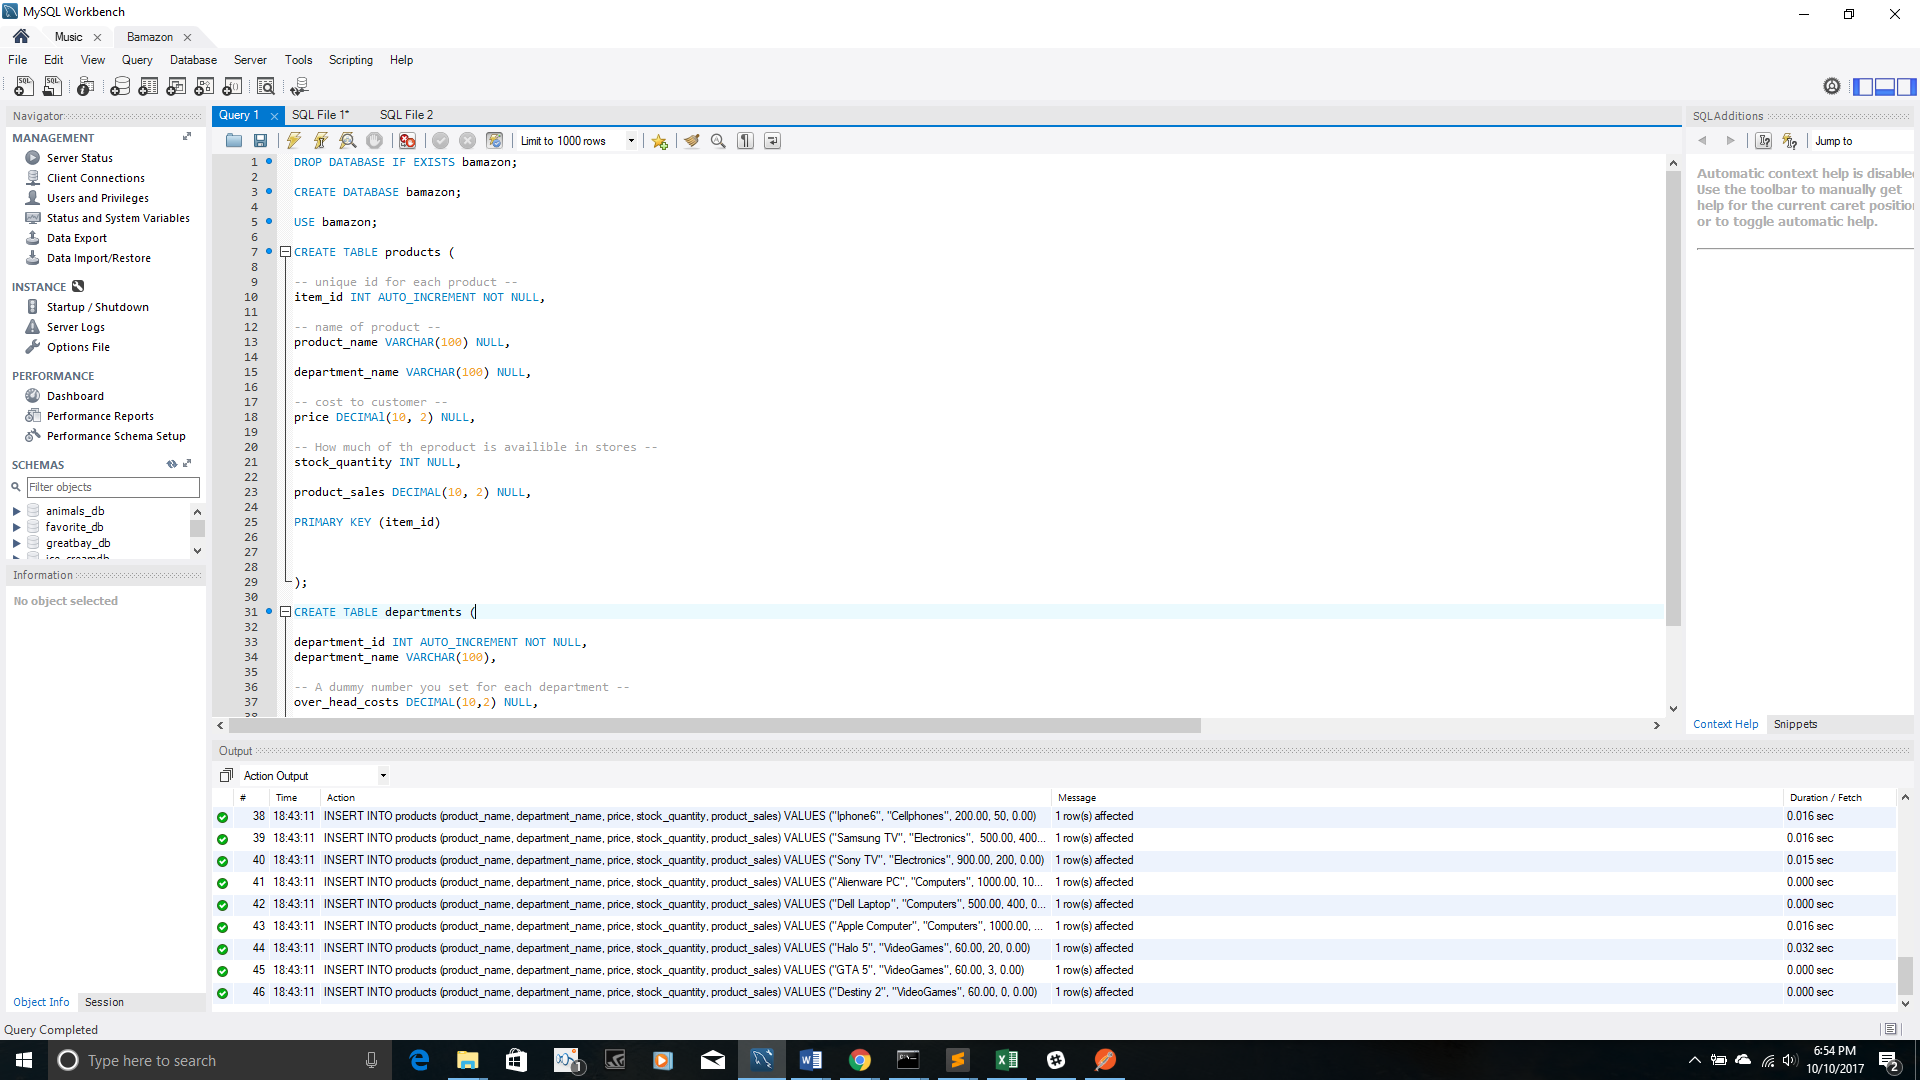 MySQL Workbench
Music
Bamazon
File Edit View Query Database Server Tools Scripting Help
Navigator
MANAGEMENT
Server Status
Client Connections
Users and Privileges
Status and System Variables
Data Export
Data Import/Restore
INSTANCE
Startup / Shutdown
Server Logs
Options File
PERFORMANCE
Dashboard
Performance Reports
Performance Schema Setup
SCHEMAS
Filter objects
animals_db
favorite_db
greatbay_db
Information
No object selected
Object Info Session
Query Completed
Query 1 SQL File 1* SQL File 2
Limit to 1000 rows
1 DROP DATABASE IF EXISTS bamazon;
2
3 CREATE DATABASE bamazon;
4
5 USE bamazon;
6
7 CREATE TABLE products (
8
9 -- unique id for each product --
10 item_id INT AUTO_INCREMENT NOT NULL,
11
12 -- name of product --
13 product_name VARCHAR(100) NULL,
14
15 department_name VARCHAR(100) NULL,
16
17 -- cost to customer --
18 price DECIMAl(10, 2) NULL,
19
20 -- How much of th eproduct is availible in stores --
21 stock_quantity INT NULL,
22
23 product_sales DECIMAL(10, 2) NULL,
24
25 PRIMARY KEY (item_id)
26
27
28
29 );
30
31 CREATE TABLE departments (
32
33 department_id INT AUTO_INCREMENT NOT NULL,
34 department_name VARCHAR(100),
35
36 -- A dummy number you set for each department --
37 over_head_costs DECIMAL(10,2) NULL,
SQLAdditions
Jump to
Automatic context help is disabled
Use the toolbar to manually get
help for the current caret position
or to toggle automatic help.
Context Help Snippets
Output
Action Output
# Time Action Message Duration / Fetch
38 18:43:11 INSERT INTO products (product_name, department_name, price, stock_quantity, product_sales) VALUES ("Iphone6", "Cellphones", 200.00, 50, 0.00) 1 row(s) affected 0.016 sec
39 18:43:11 INSERT INTO products (product_name, department_name, price, stock_quantity, product_sales) VALUES ("Samsung TV", "Electronics", 500.00, 400... 1 row(s) affected 0.016 sec
40 18:43:11 INSERT INTO products (product_name, department_name, price, stock_quantity, product_sales) VALUES ("Sony TV", "Electronics", 900.00, 200, 0.00) 1 row(s) affected 0.015 sec
41 18:43:11 INSERT INTO products (product_name, department_name, price, stock_quantity, product_sales) VALUES ("Alienware PC", "Computers", 1000.00, 10... 1 row(s) affected 0.000 sec
42 18:43:11 INSERT INTO products (product_name, department_name, price, stock_quantity, product_sales) VALUES ("Dell Laptop", "Computers", 500.00, 400, 0... 1 row(s) affected 0.000 sec
43 18:43:11 INSERT INTO products (product_name, department_name, price, stock_quantity, product_sales) VALUES ("Apple Computer", "Computers", 1000.00, ... 1 row(s) affected 0.016 sec
44 18:43:11 INSERT INTO products (product_name, department_name, price, stock_quantity, product_sales) VALUES ("Halo 5", "VideoGames", 60.00, 20, 0.00) 1 row(s) affected 0.032 sec
45 18:43:11 INSERT INTO products (product_name, department_name, price, stock_quantity, product_sales) VALUES ("GTA 5", "VideoGames", 60.00, 3, 0.00) 1 row(s) affected 0.000 sec
46 18:43:11 INSERT INTO products (product_name, department_name, price, stock_quantity, product_sales) VALUES ("Destiny 2", "VideoGames", 60.00, 0, 0.00) 1 row(s) affected 0.000 sec
Type here to search
6:54 PM
10/10/2017